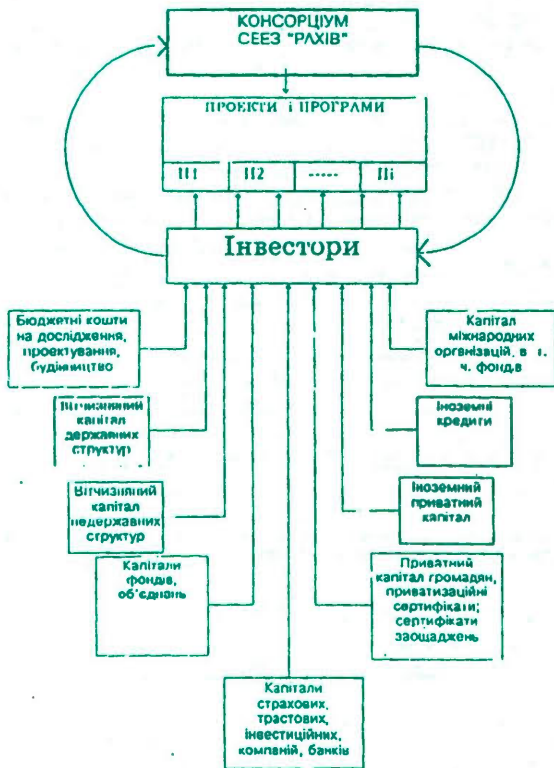 КОНСОРЦІУМ
СЕЕЗ "РАХІВ"
ПРОЕКТИ і ПРОГРАМИ
П1 П2 ----- Пі
Інвестори
Бюджетні кошти
на дослідження,
проектування,
будівництво
Вітчизняний
капітал
державних
структур
Вітчизняний
капітал
недержавних
структур
Капітали
фондів,
об'єднань
Капітали
страхових,
трастових,
інвестиційних,
компаній, банків
Капітал
міжнародних
організацій, в т.
ч. фондів
Іноземні
кредити
Іноземний
приватний
капітал
Приватний
капітал громадян,
приватизаційні
сертифікати;
сертифікати
заощаджень